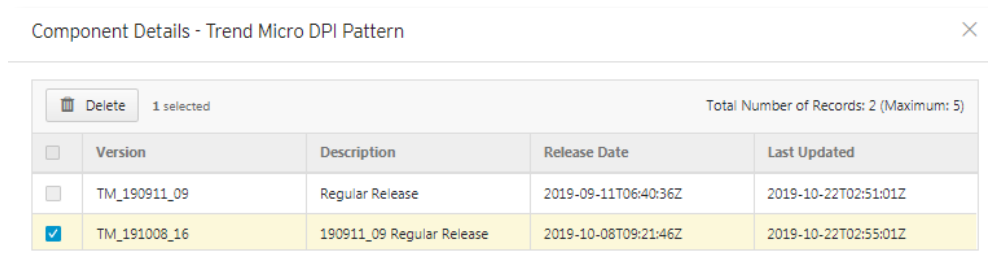 Component Details - Trend Micro DPI Pattern
Delete 1 selected Total Number of Records: 2 (Maximum: 5)
Version Description Release Date Last Updated
TM_190911_09 Regular Release 2019-09-11T06:40:36Z 2019-10-22T02:51:01Z
TM_191008_16 190911_09 Regular Release 2019-10-08T09:21:46Z 2019-10-22T02:55:01Z